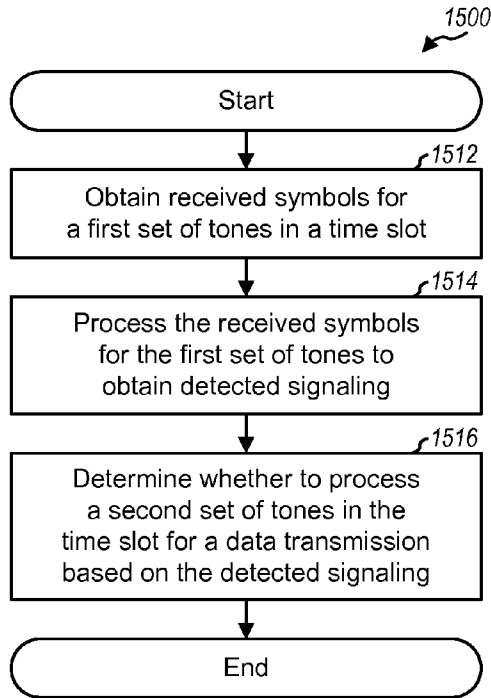 1500
Start
1512
Obtain received symbols for
a first set of tones in a time slot
1514
Process the received symbols
for the first set of tones to
obtain detected signaling
1516
Determine whether to process
a second set of tones in the
time slot for a data transmission
based on the detected signaling
End